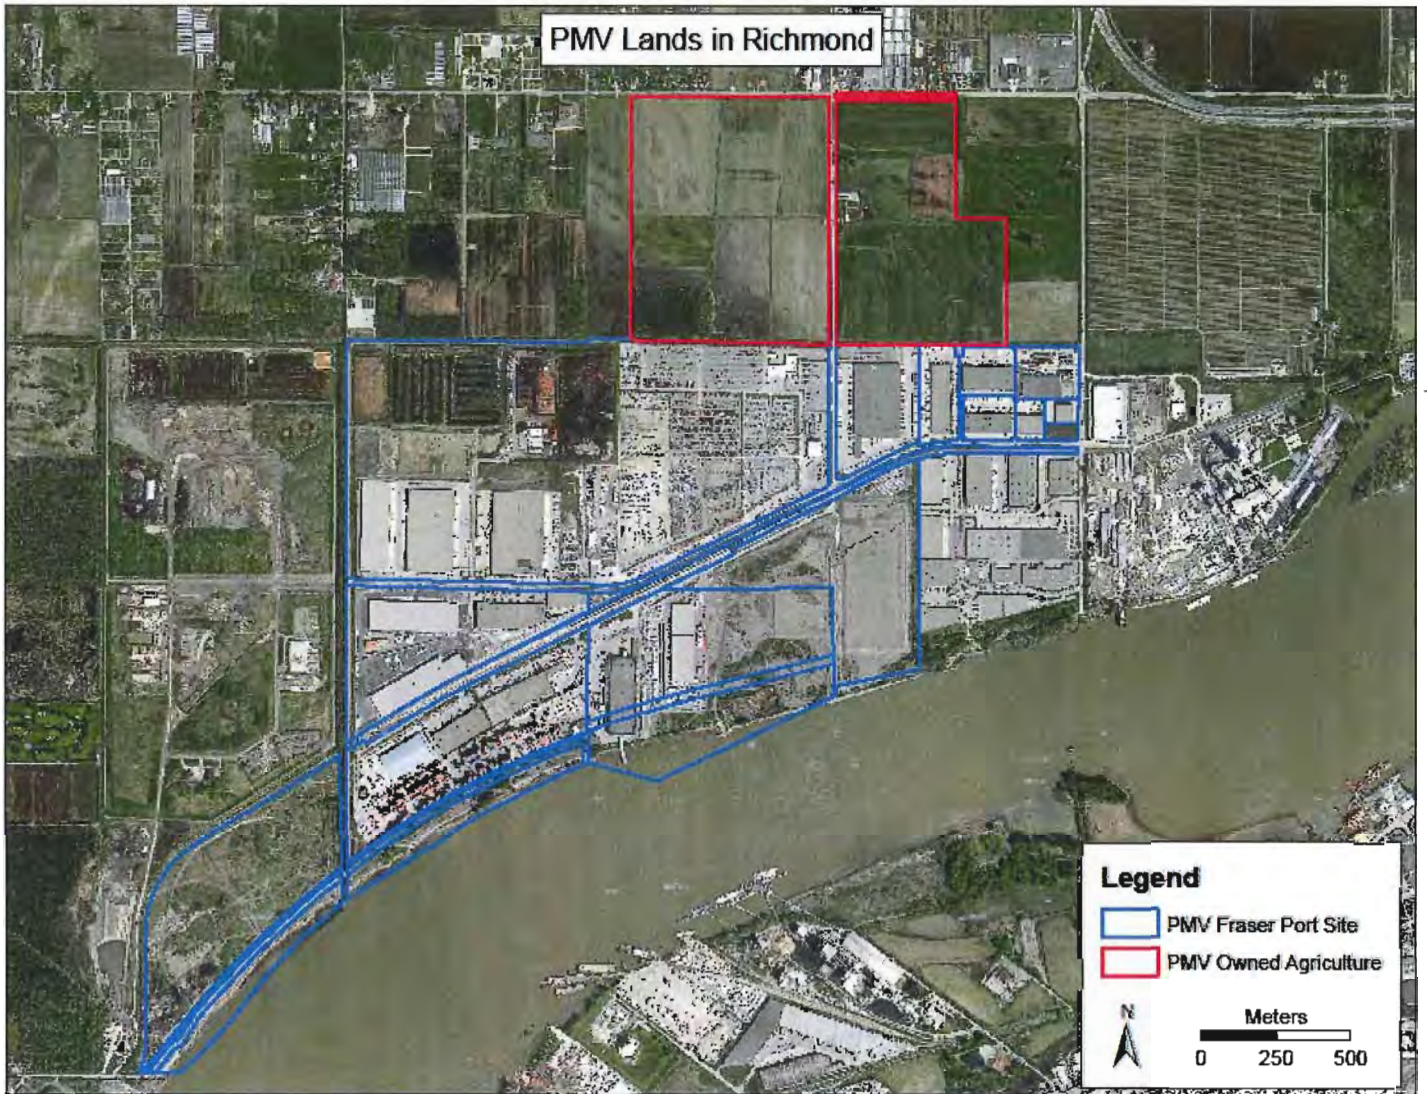 PMV Lands in Richmond
Legend
PMV Fraser Port Site
PMV Owned Agriculture
N
Meters
0 250 500